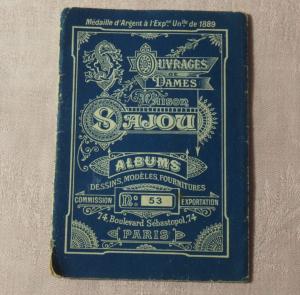 Médaille d'Argent à l'Expon Unlle de 1889
OUVRAGES
DE
DAMES
Maison
SAJOU
ALBUMS
DESSINS, MODÈLES, FOURNITURES
COMMISSION
No 53
EXPORTATION
74, Boulevard Sébastopol, 74
PARIS